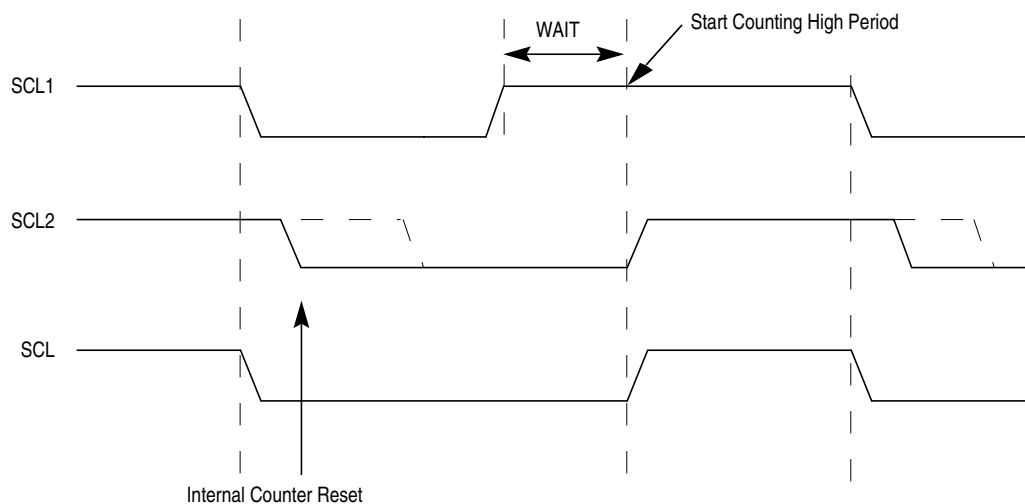 WAIT
Start Counting High Period
SCL1
SCL2
SCL
Internal Counter Reset